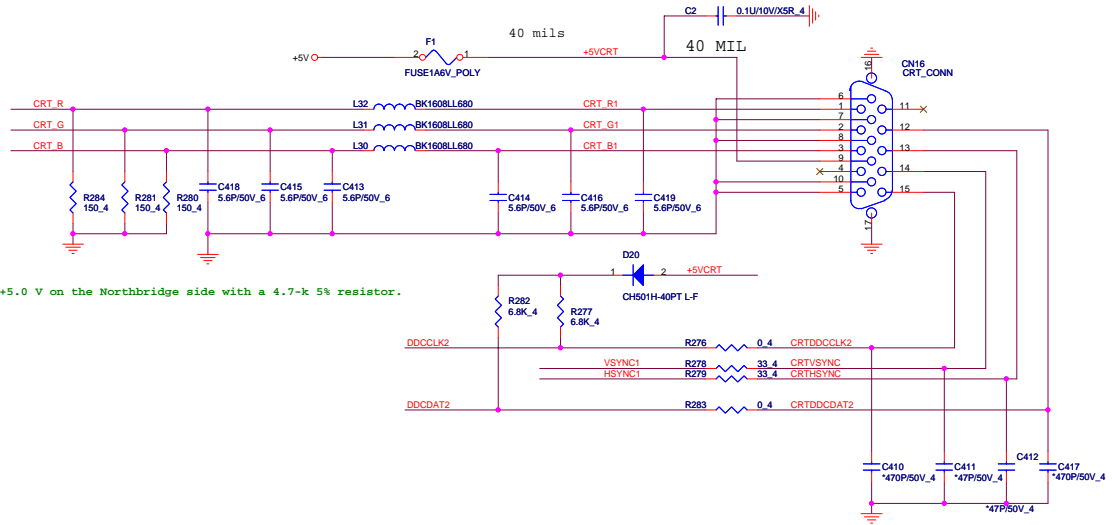 C2 0.1U/10V/X5R_4
40 mils
F1
+5V 2 1 +5VCRT 40 MIL
FUSE1A6V_POLY
16
CN16
CRT_CONN
CRT_R L32 BK1608LL680 CRT_R1
CRT_G L31 BK1608LL680 CRT_G1
CRT_B L30 BK1608LL680 CRT_B1
6
1 11
7
2 12
8
3 13
9
4 14
10
5 15
17
R284
150_4
R281
150_4
R280
150_4
C418
5.6P/50V_6
C415
5.6P/50V_6
C413
5.6P/50V_6
C414
5.6P/50V_6
C416
5.6P/50V_6
C419
5.6P/50V_6
D20
1 2 +5VCRT
CH501H-40PT L-F
+5.0 V on the Northbridge side with a 4.7-k 5% resistor.
R282
6.8K_4
R277
6.8K_4
DDCCLK2 R276 0_4 CRTDDCCLK2
VSYNC1 R278 33_4 CRTVSYNC
HSYNC1 R279 33_4 CRTHSYNC
DDCDAT2 R283 0_4 CRTDDCDAT2
C410
*470P/50V_4
C411
*47P/50V_4
C412
*47P/50V_4
C417
*470P/50V_4